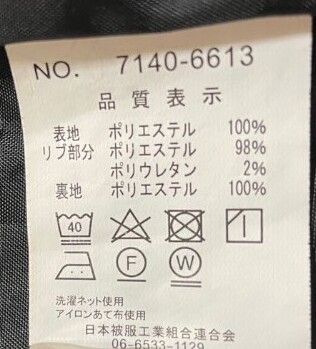 NO. 7140-6613
品質表示
表地 ポリエステル 100%
リブ部分 ポリエステル 98%
ポリウレタン 2%
裏地 ポリエステル 100%
40
F W
洗濯ネット使用
アイロンあて布使用
日本被服工業組合連合会
06-6533-1129